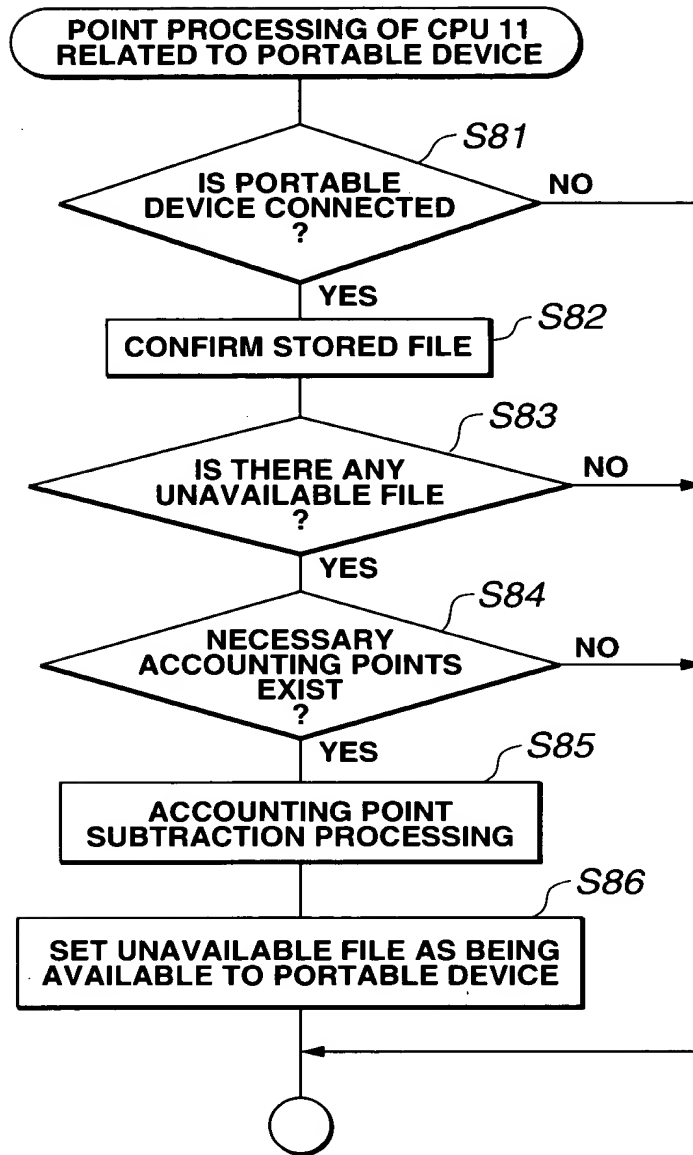 POINT PROCESSING OF CPU 11
RELATED TO PORTABLE DEVICE
S81
IS PORTABLE
DEVICE CONNECTED
?
NO
YES
S82
CONFIRM STORED FILE
S83
IS THERE ANY
UNAVAILABLE FILE
?
NO
YES
S84
NECESSARY
ACCOUNTING POINTS
EXIST
?
NO
YES
S85
ACCOUNTING POINT
SUBTRACTION PROCESSING
S86
SET UNAVAILABLE FILE AS BEING
AVAILABLE TO PORTABLE DEVICE